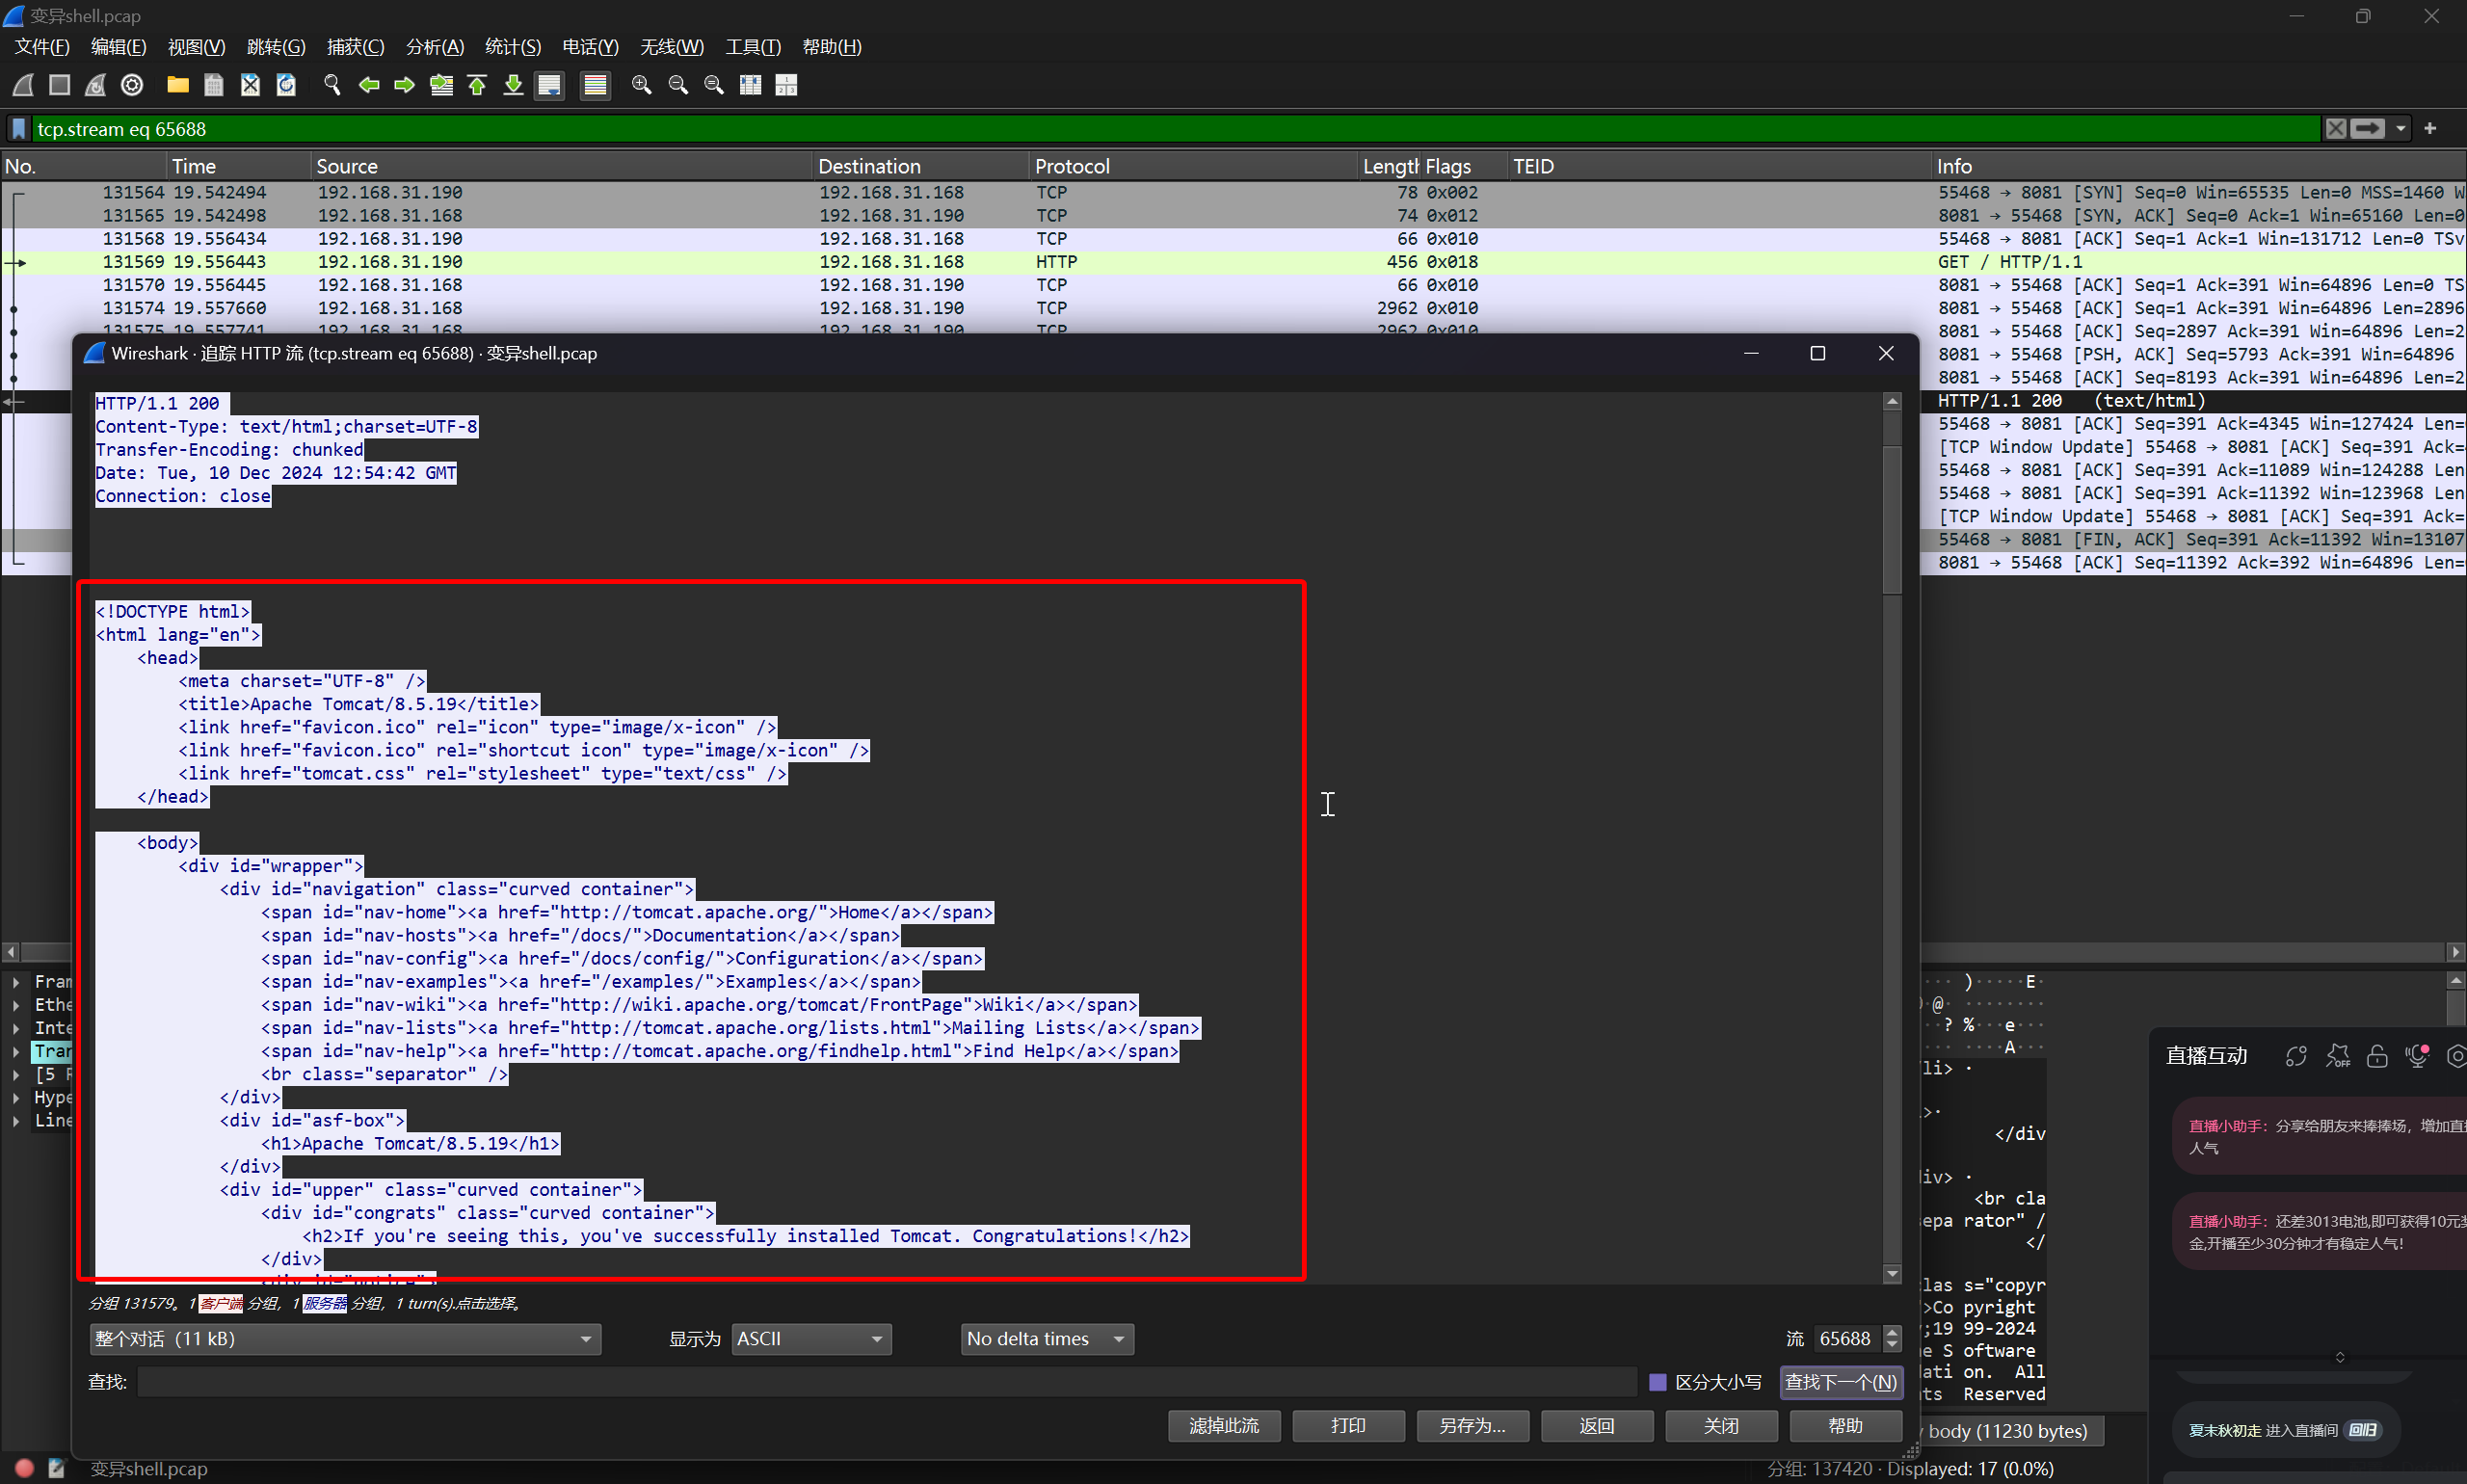 变异shell.pcap
文件(F) 编辑(E) 视图(V) 跳转(G) 捕获(C) 分析(A) 统计(S) 电话(Y) 无线(W) 工具(T) 帮助(H)
tcp.stream eq 65688
No. Time Source Destination Protocol Lengtl Flags TEID Info
131564 19.542494 192.168.31.190 192.168.31.168 TCP 78 0x002 55468 → 8081 [SYN] Seq=0 Win=65535 Len=0 MSS=1460 W
131565 19.542498 192.168.31.168 192.168.31.190 TCP 74 0x012 8081 → 55468 [SYN, ACK] Seq=0 Ack=1 Win=65160 Len=0
131568 19.556434 192.168.31.190 192.168.31.168 TCP 66 0x010 55468 → 8081 [ACK] Seq=1 Ack=1 Win=131712 Len=0 TSv
131569 19.556443 192.168.31.190 192.168.31.168 HTTP 456 0x018 GET / HTTP/1.1
131570 19.556445 192.168.31.168 192.168.31.190 TCP 66 0x010 8081 → 55468 [ACK] Seq=1 Ack=391 Win=64896 Len=0 TS
131574 19.557660 192.168.31.168 192.168.31.190 TCP 2962 0x010 8081 → 55468 [ACK] Seq=1 Ack=391 Win=64896 Len=2896
131575 19.557741 192.168.31.168 192.168.31.190 TCP 2962 0x010 8081 → 55468 [ACK] Seq=2897 Ack=391 Win=64896 Len=2
8081 → 55468 [PSH, ACK] Seq=5793 Ack=391 Win=64896
8081 → 55468 [ACK] Seq=8193 Ack=391 Win=64896 Len=2
HTTP/1.1 200 (text/html)
55468 → 8081 [ACK] Seq=391 Ack=4345 Win=127424 Len=
[TCP Window Update] 55468 → 8081 [ACK] Seq=391 Ack=
55468 → 8081 [ACK] Seq=391 Ack=11089 Win=124288 Len
55468 → 8081 [ACK] Seq=391 Ack=11392 Win=123968 Len
[TCP Window Update] 55468 → 8081 [ACK] Seq=391 Ack=
55468 → 8081 [FIN, ACK] Seq=391 Ack=11392 Win=13107
8081 → 55468 [ACK] Seq=11392 Ack=392 Win=64896 Len=
Wireshark · 追踪 HTTP 流 (tcp.stream eq 65688) · 变异shell.pcap
HTTP/1.1 200
Content-Type: text/html;charset=UTF-8
Transfer-Encoding: chunked
Date: Tue, 10 Dec 2024 12:54:42 GMT
Connection: close
<!DOCTYPE html>
<html lang="en">
<head>
<meta charset="UTF-8" />
<title>Apache Tomcat/8.5.19</title>
<link href="favicon.ico" rel="icon" type="image/x-icon" />
<link href="favicon.ico" rel="shortcut icon" type="image/x-icon" />
<link href="tomcat.css" rel="stylesheet" type="text/css" />
</head>
<body>
<div id="wrapper">
<div id="navigation" class="curved container">
<span id="nav-home"><a href="http://tomcat.apache.org/">Home</a></span>
<span id="nav-hosts"><a href="/docs/">Documentation</a></span>
<span id="nav-config"><a href="/docs/config/">Configuration</a></span>
<span id="nav-examples"><a href="/examples/">Examples</a></span>
<span id="nav-wiki"><a href="http://wiki.apache.org/tomcat/FrontPage">Wiki</a></span>
<span id="nav-lists"><a href="http://tomcat.apache.org/lists.html">Mailing Lists</a></span>
<span id="nav-help"><a href="http://tomcat.apache.org/findhelp.html">Find Help</a></span>
<br class="separator" />
</div>
<div id="asf-box">
<h1>Apache Tomcat/8.5.19</h1>
</div>
<div id="upper" class="curved container">
<div id="congrats" class="curved container">
<h2>If you're seeing this, you've successfully installed Tomcat. Congratulations!</h2>
</div>
<div id="notice">
分组 131579。1 客户端 分组, 1 服务器 分组, 1 turn(s).点击选择。
整个对话 (11 kB) 显示为 ASCII No delta times 流 65688
查找: 区分大小写 查找下一个(N)
滤掉此流 打印 另存为... 返回 关闭 帮助
Fram
Ethe
Inte
Tran
[5 R
Hype
Line
)·····E·
·@· ········
··? %···e···
··· ····A···
li> ·
>·
</div
iv> ·
<br cla
epa rator" /
</
las s="copyr
>Co pyright
;19 99-2024
e S oftware
ati on. All
ts Reserved
y body (11230 bytes)
直播互动
直播小助手: 分享给朋友来捧捧场, 增加直播
人气
直播小助手: 还差3013电池,即可获得10元奖
金,开播至少30分钟才有稳定人气!
夏末秋初走 进入直播间 回归
变异shell.pcap
分组: 137420 · Displayed: 17 (0.0%)